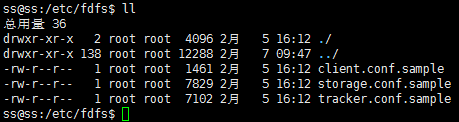 ss@ss:/etc/fdfs$ ll
总用量 36
drwxr-xr-x   2 root root  4096 2月   5 16:12 ./
drwxr-xr-x 138 root root 12288 2月   7 09:47 ../
-rw-r--r--   1 root root  1461 2月   5 16:12 client.conf.sample
-rw-r--r--   1 root root  7829 2月   5 16:12 storage.conf.sample
-rw-r--r--   1 root root  7102 2月   5 16:12 tracker.conf.sample
ss@ss:/etc/fdfs$